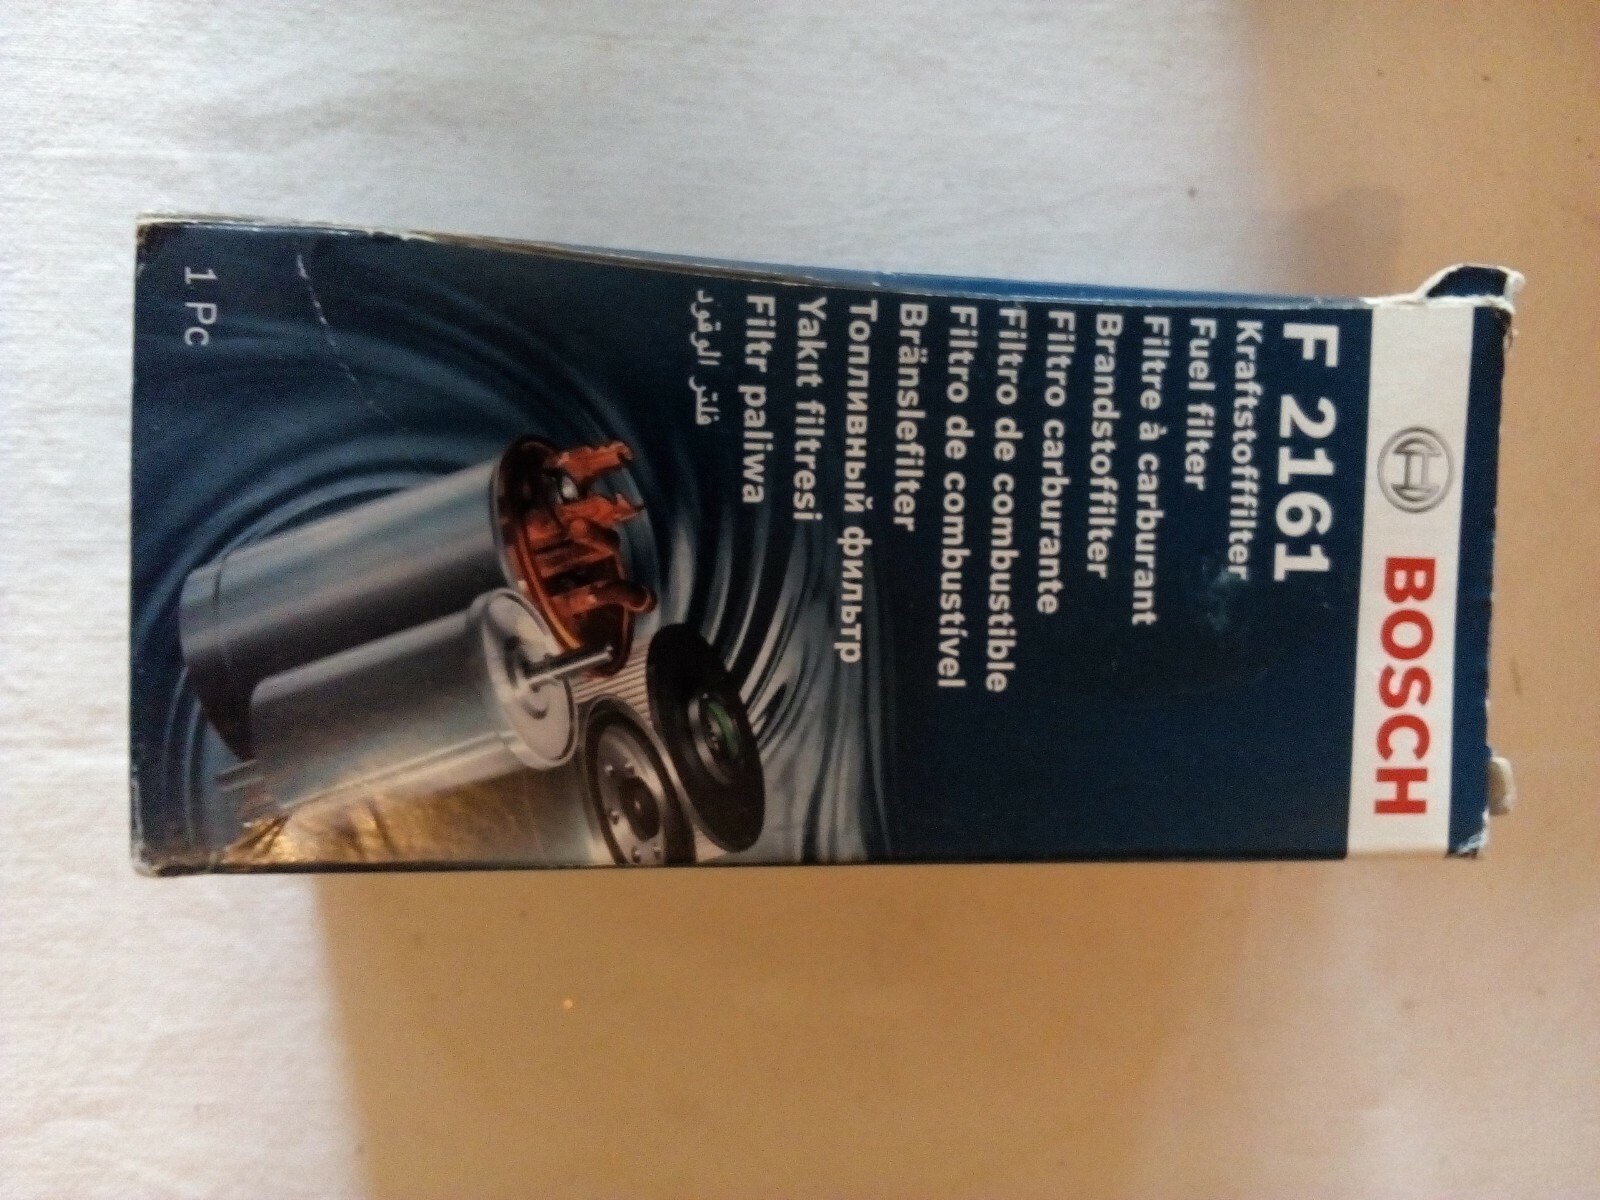 BOSCH
F 2161
Kraftstofffilter
Fuel filter
Filtre à carburant
Brandstoffilter
Filtro carburante
Filtro de combustible
Filtro de combustível
Bränslefilter
Топливный фильтр
Yakıt filtresi
Filtr paliwa
فلتر الوقود
1 Pc